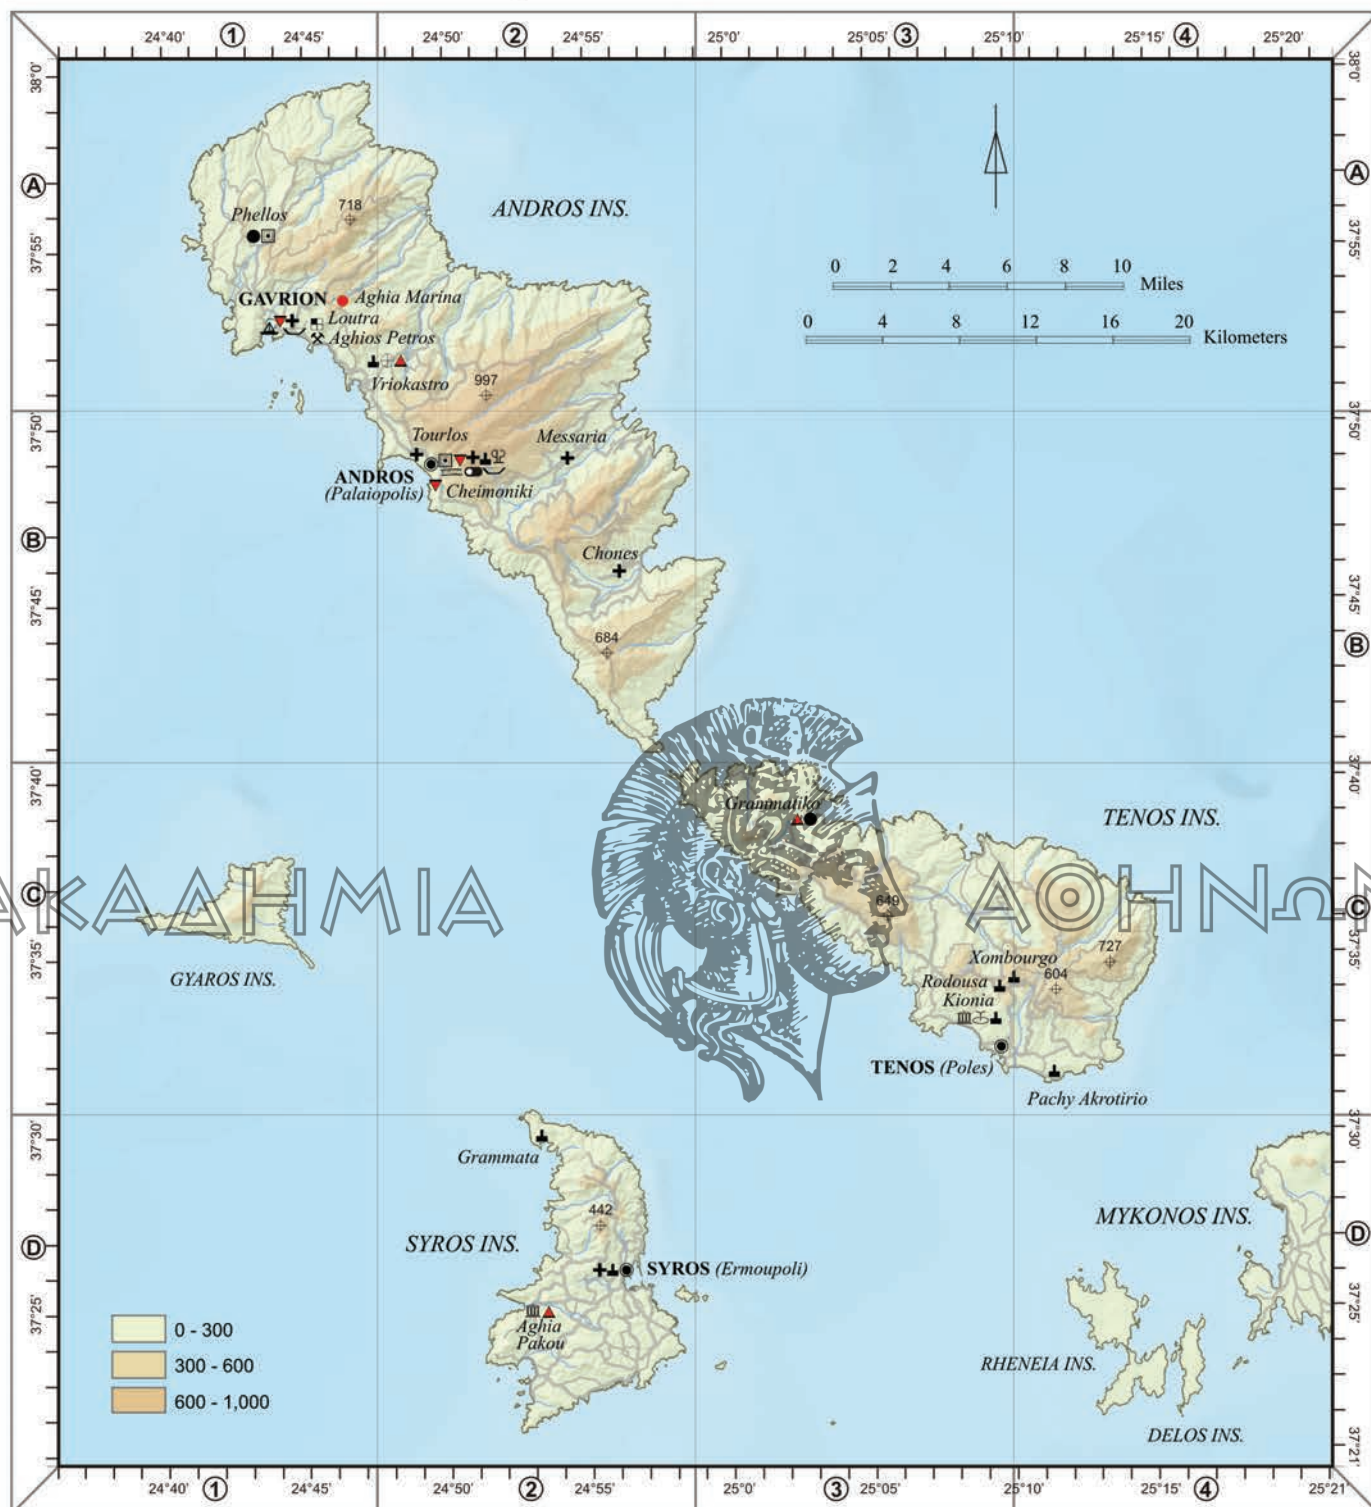 24°40' ① 24°45' 24°50' ② 24°55' 25°0' 25°05' ③ 25°10' 25°15' ④ 25°20'
38°0' 38°0'
Ⓐ Ⓐ
718
Phellos
ANDROS INS.
37°55' 37°55'
0 2 4 6 8 10
Miles
GAVRION
Aghia Marina
Loutra
Aghios Petros
0 4 8 12 16 20
Kilometers
Vriokastro
997
37°50' 37°50'
Tourlos
Messaria
ANDROS
(Palaiopolis)
Cheimoniki
Ⓑ
Chones
37°45' 37°45'
684
Ⓑ
37°40' 37°40'
Grammatiko
TENOS INS.
ΑΚΑΔΗΜΙΑ ΑΘΗΝΩΝ
Ⓒ Ⓒ
649
727
37°35' 37°35'
GYAROS INS.
Xombourgo
604
Rodousa
Kionia
TENOS (Poles)
Pachy Akrotirio
37°30' 37°30'
Grammata
442
MYKONOS INS.
SYROS INS.
Ⓓ Ⓓ
SYROS (Ermoupoli)
37°25' 37°25'
Aghia
Pakou
0 - 300
300 - 600
600 - 1,000
RHENEIA INS.
DELOS INS.
37°21' 37°21'
24°40' ① 24°45' 24°50' ② 24°55' 25°0' ③ 25°05' 25°10' 25°15' ④ 25°21'